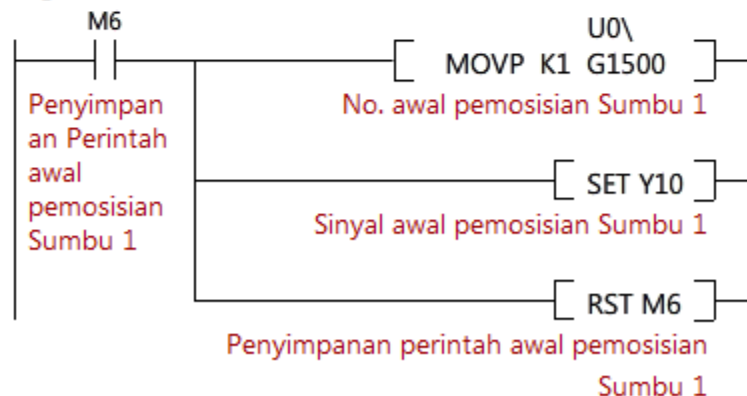 M6
U0\
MOVP K1 G1500
Penyimpan
an Perintah
awal
pemosisian
Sumbu 1
No. awal pemosisian Sumbu 1
SET Y10
Sinyal awal pemosisian Sumbu 1
RST M6
Penyimpanan perintah awal pemosisian
Sumbu 1